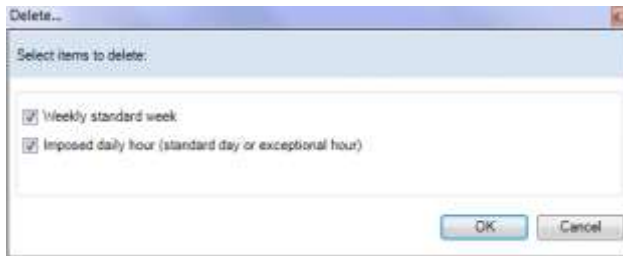 Delete...
Select items to delete:
Weekly standard week
Imposed daily hour (standard day or exceptional hour)
OK Cancel